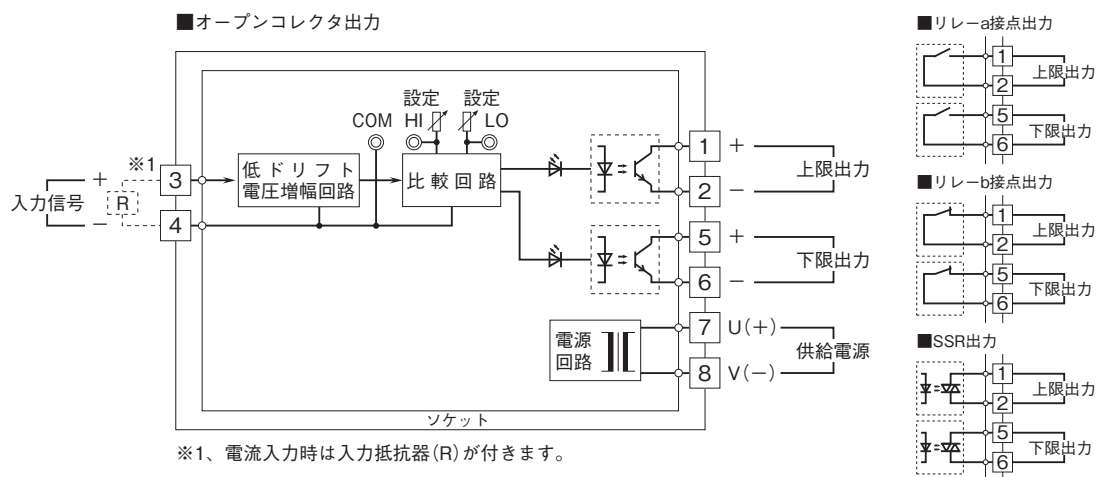 ■オープンコレクタ出力
設定 設定
COM HI LO
※1
入力信号
+
−
R
3
4
低ドリフト
電圧増幅回路
比較回路
1 +
2 −
上限出力
5 +
6 −
下限出力
電源
回路
7 U(+)
8 V(−)
供給電源
ソケット
※1、電流入力時は入力抵抗器(R)が付きます。
■リレーa接点出力
1
2
上限出力
5
6
下限出力
■リレーb接点出力
1
2
上限出力
5
6
下限出力
■SSR出力
1
2
上限出力
5
6
下限出力